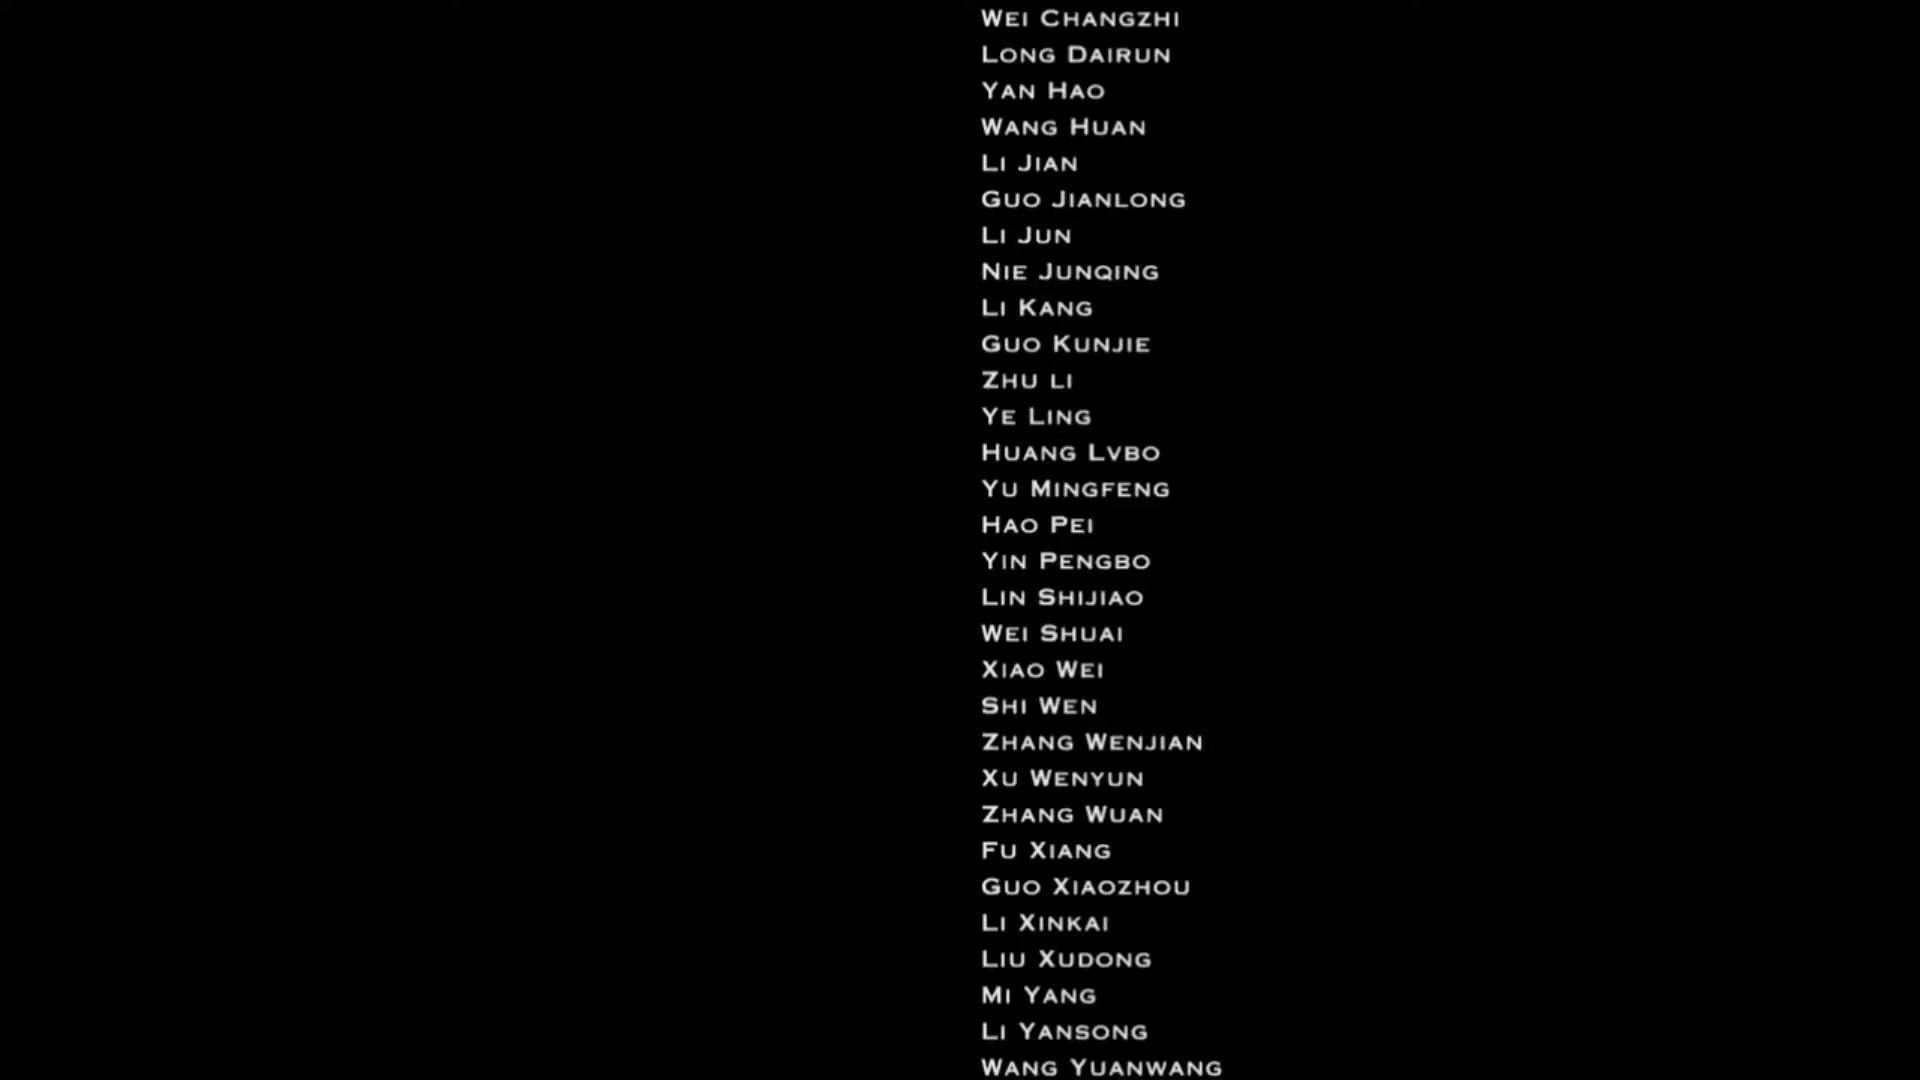 Wei Changzhi
Long Dairun
Yan Hao
Wang Huan
Li Jian
Guo Jianlong
Li Jun
Nie Junqing
Li Kang
Guo Kunjie
Zhu li
Ye Ling
Huang Lvbo
Yu Mingfeng
Hao Pei
Yin Pengbo
Lin Shijiao
Wei Shuai
Xiao Wei
Shi Wen
Zhang Wenjian
Xu Wenyun
Zhang Wuan
Fu Xiang
Guo Xiaozhou
Li Xinkai
Liu Xudong
Mi Yang
Li Yansong
Wang Yuanwang